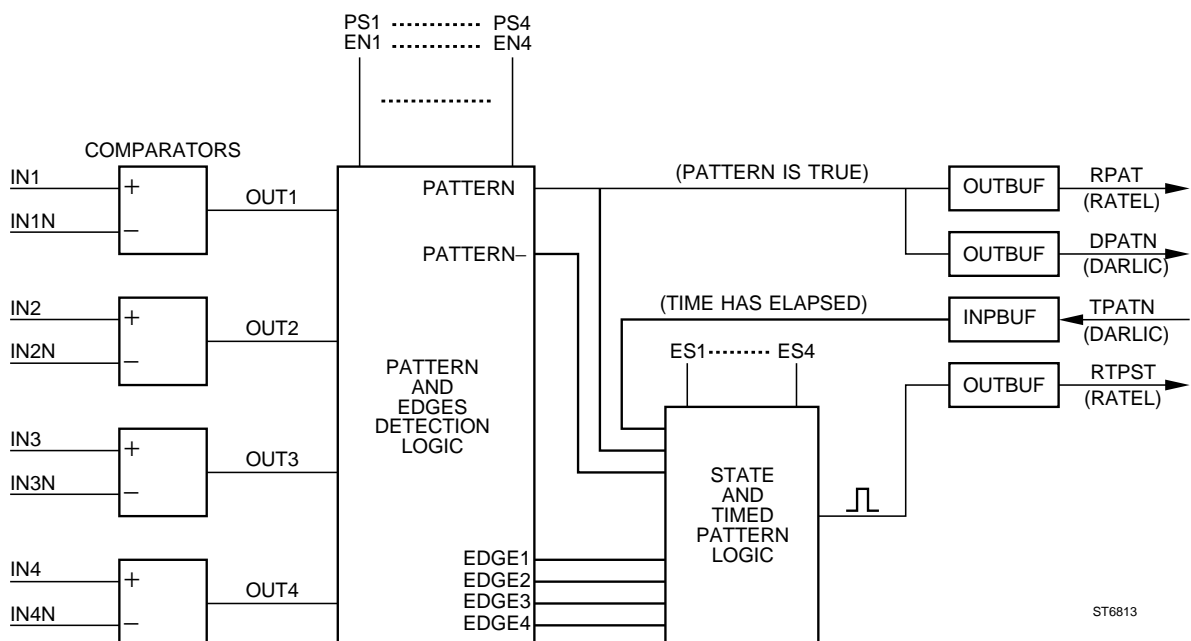 PS1 ............ PS4
EN1 ............ EN4
COMPARATORS
IN1
+
IN1N
−
OUT1
IN2
+
IN2N
−
OUT2
IN3
+
IN3N
−
OUT3
IN4
+
IN4N
−
OUT4
PATTERN
PATTERN−
PATTERN
AND
EDGES
DETECTION
LOGIC
EDGE1
EDGE2
EDGE3
EDGE4
(PATTERN IS TRUE)
(TIME HAS ELAPSED)
ES1.......... ES4
STATE
AND
TIMED
PATTERN
LOGIC
OUTBUF
RPAT
(RATEL)
OUTBUF
DPATN
(DARLIC)
INPBUF
TPATN
(DARLIC)
OUTBUF
RTPST
(RATEL)
ST6813